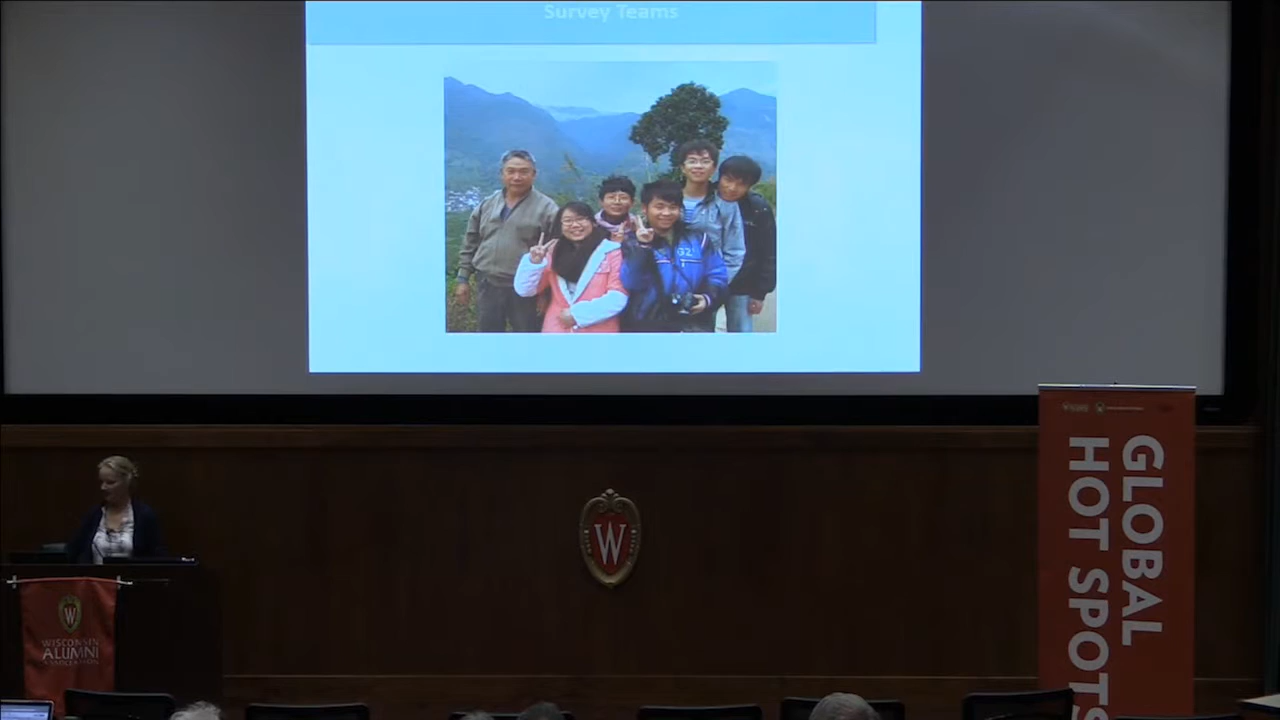 Survey Teams
W
W
WISCONSIN
ALUMNI
ASSOCIATION
GLOBAL
HOT SPOTS